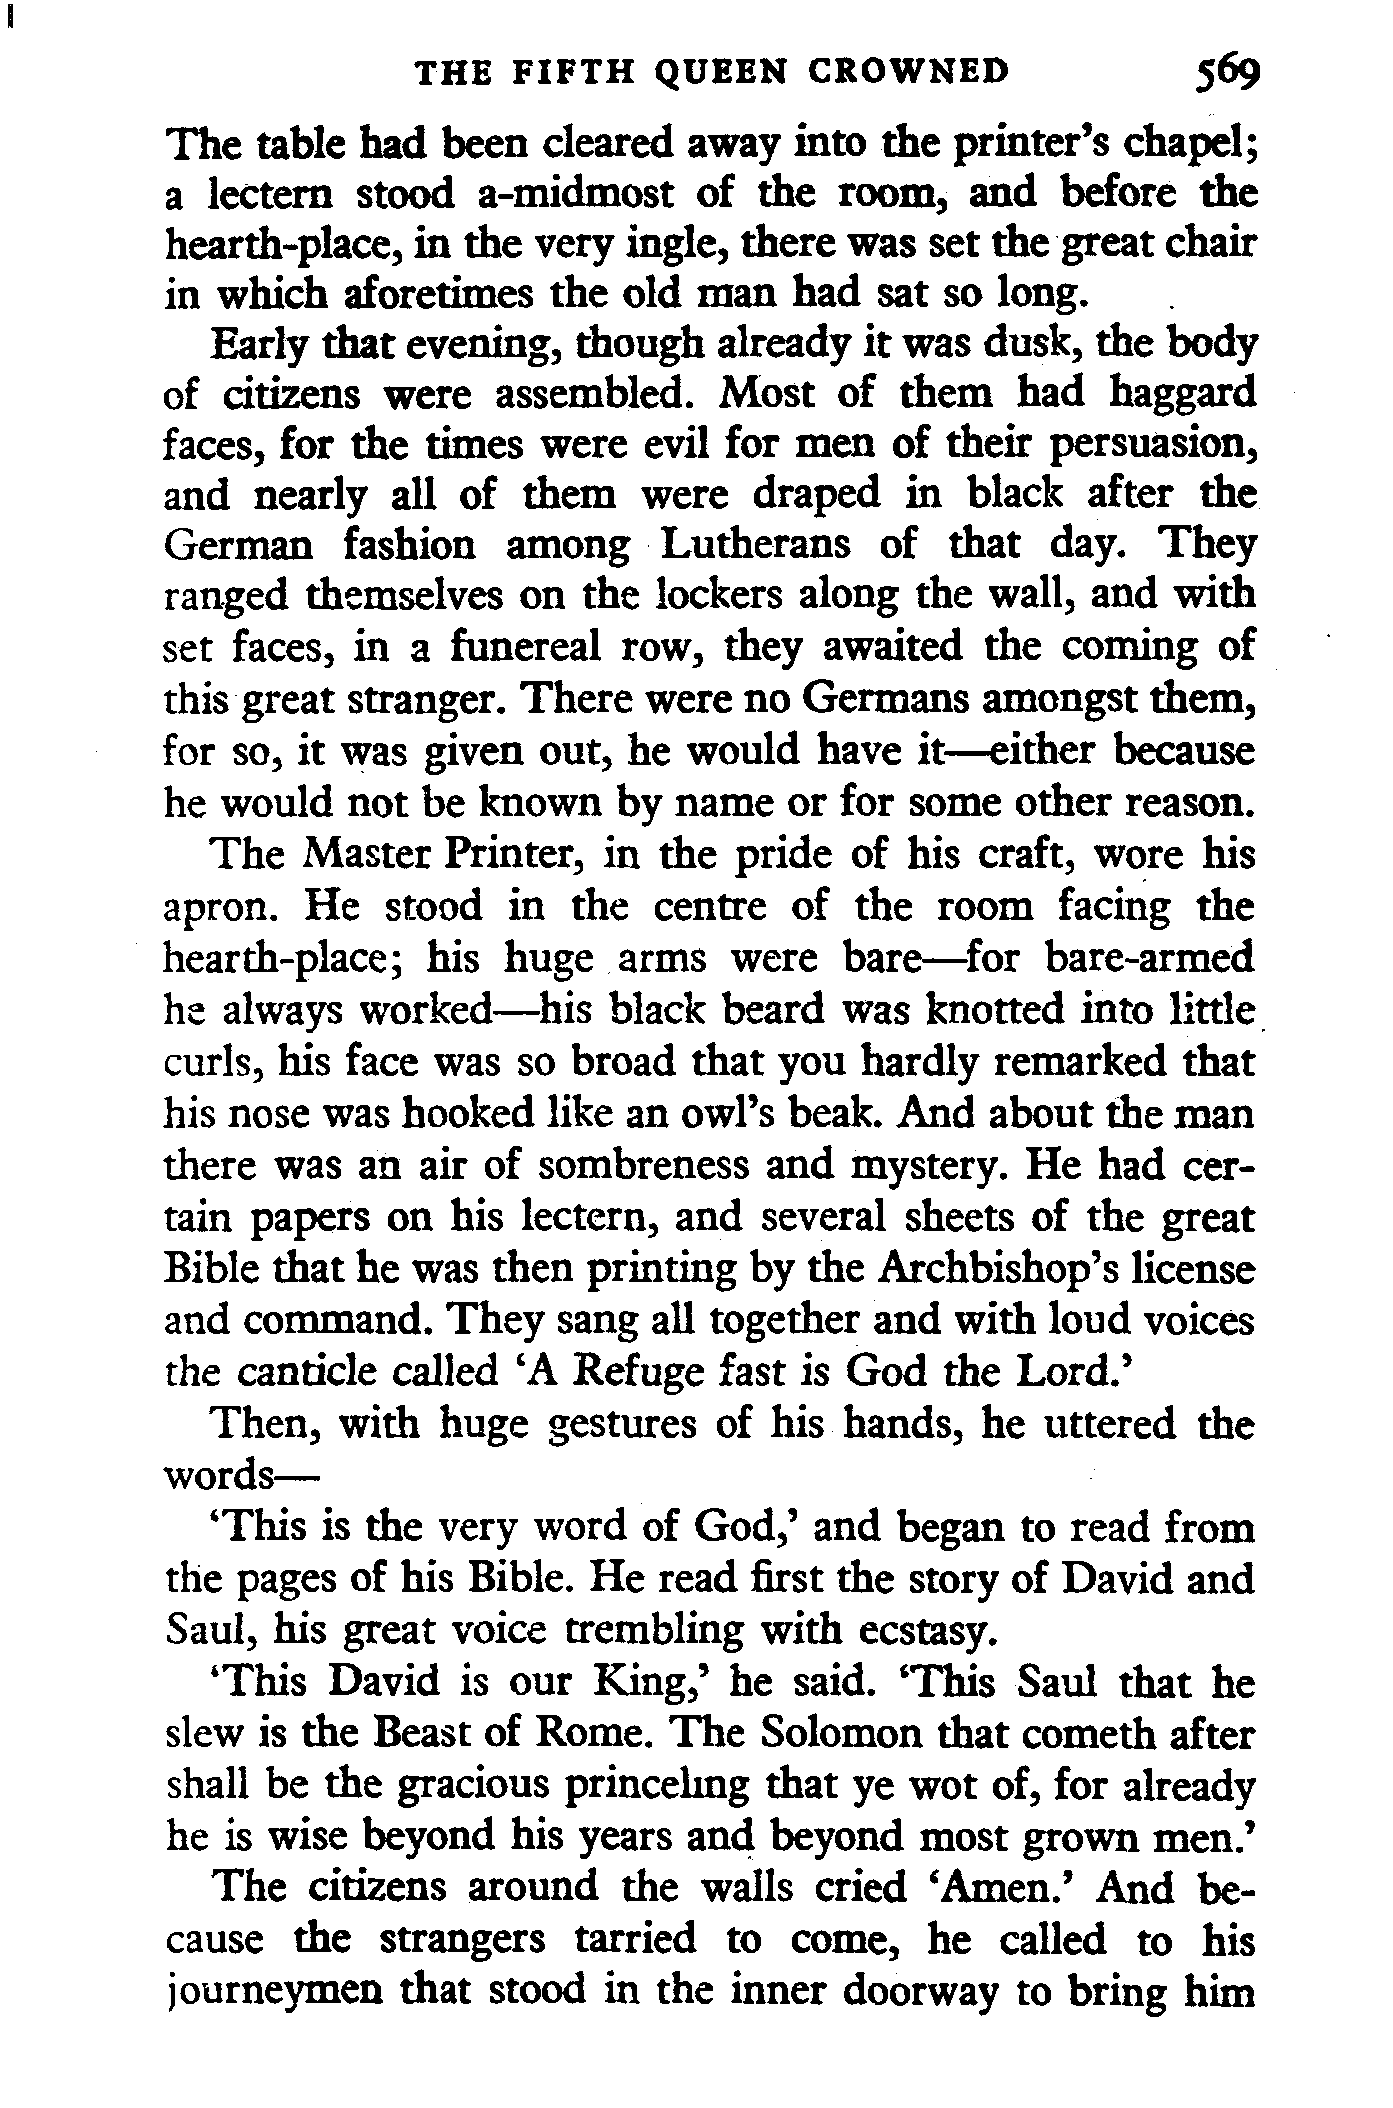 THE FIFTH QUEEN CROWNED 569
The table had been cleared away into the printer's chapel;
a lectern stood a-midmost of the room, and before the
hearth-place, in the very ingle, there was set the great chair
in which aforetimes the old man had sat so long.
Early that evening, though already it was dusk, the body
of citizens were assembled. Most of them had haggard
faces, for the times were evil for men of their persuasion,
and nearly all of them were draped in black after the
German fashion among Lutherans of that day. They
ranged themselves on the lockers along the wall, and with
set faces, in a funereal row, they awaited the coming of
this great stranger. There were no Germans amongst them,
for so, it was given out, he would have it—either because
he would not be known by name or for some other reason.
The Master Printer, in the pride of his craft, wore his
apron. He stood in the centre of the room facing the
hearth-place; his huge arms were bare—for bare-armed
he always worked—his black beard was knotted into little
curls, his face was so broad that you hardly remarked that
his nose was hooked like an owl's beak. And about the man
there was an air of sombreness and mystery. He had cer-
tain papers on his lectern, and several sheets of the great
Bible that he was then printing by the Archbishop's license
and command. They sang all together and with loud voices
the canticle called ‘A Refuge fast is God the Lord.’
Then, with huge gestures of his hands, he uttered the
words—
‘This is the very word of God,’ and began to read from
the pages of his Bible. He read first the story of David and
Saul, his great voice trembling with ecstasy.
‘This David is our King,’ he said. ‘This Saul that he
slew is the Beast of Rome. The Solomon that cometh after
shall be the gracious princeling that ye wot of, for already
he is wise beyond his years and beyond most grown men.’
The citizens around the walls cried ‘Amen.’ And be-
cause the strangers tarried to come, he called to his
journeymen that stood in the inner doorway to bring him